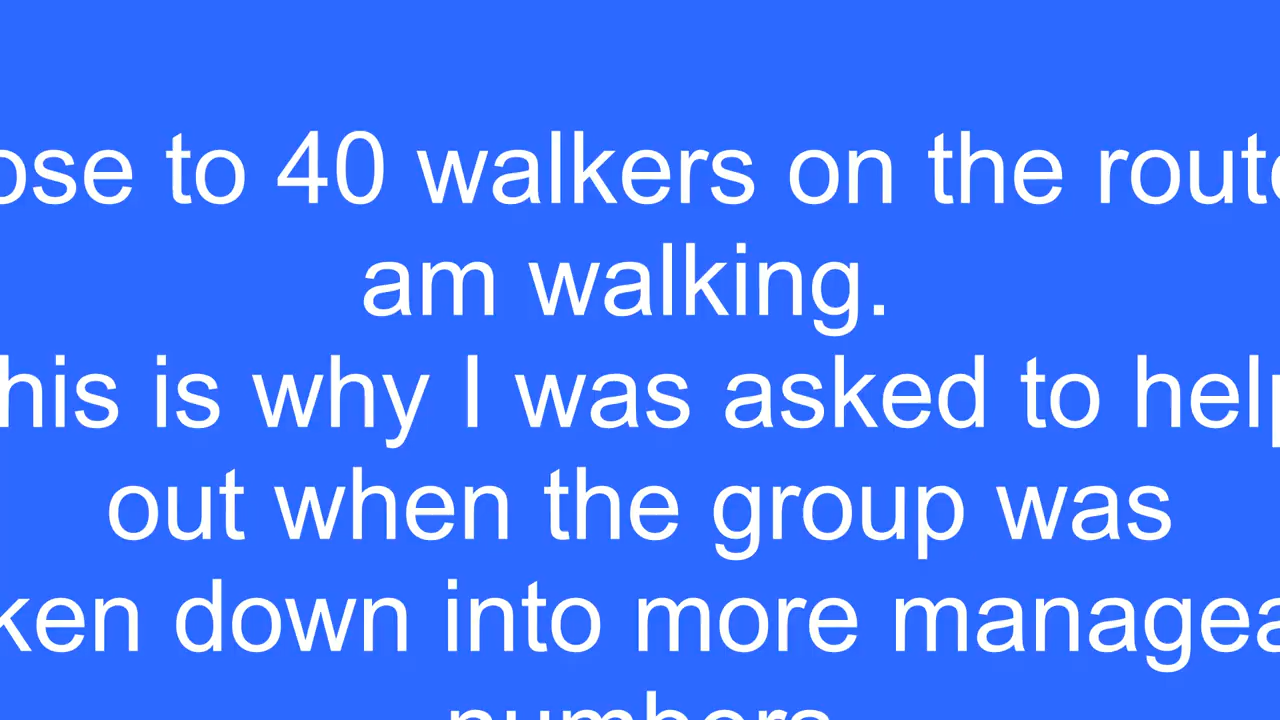 ose to 40 walkers on the route
am walking.
his is why I was asked to help
out when the group was
ken down into more managea
numbers